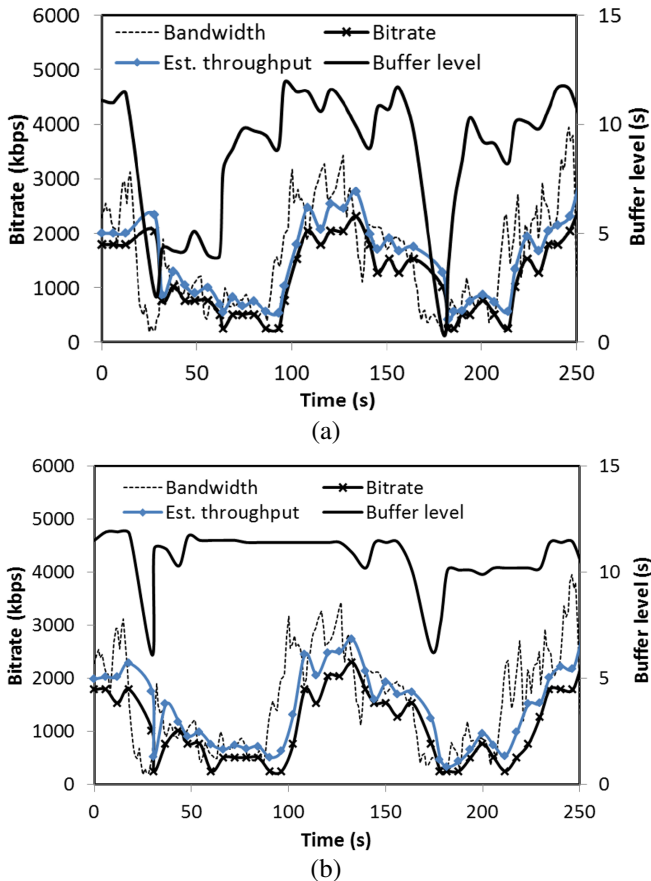 6000
5000
4000
3000
2000
1000
0
Bitrate (kbps)
Bandwidth
Bitrate
Est. throughput
Buffer level
15
10
5
0
Buffer level (s)
0 50 100 150 200 250
Time (s)
(a)
6000
5000
4000
3000
2000
1000
0
Bitrate (kbps)
Bandwidth
Bitrate
Est. throughput
Buffer level
15
10
5
0
Buffer level (s)
0 50 100 150 200 250
Time (s)
(b)